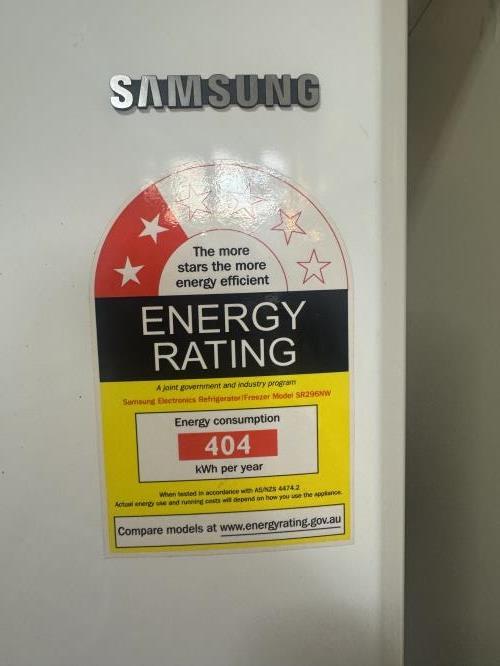 SAMSUNG
The more
stars the more
energy efficient
ENERGY
RATING
A joint government and industry program
Samsung Electronics Refrigerator/Freezer Model SR296NW
Energy consumption
404
kWh per year
When tested in accordance with AS/NZS 4474.2
Actual energy use and running costs will depend on how you use the appliance.
Compare models at www.energyrating.gov.au